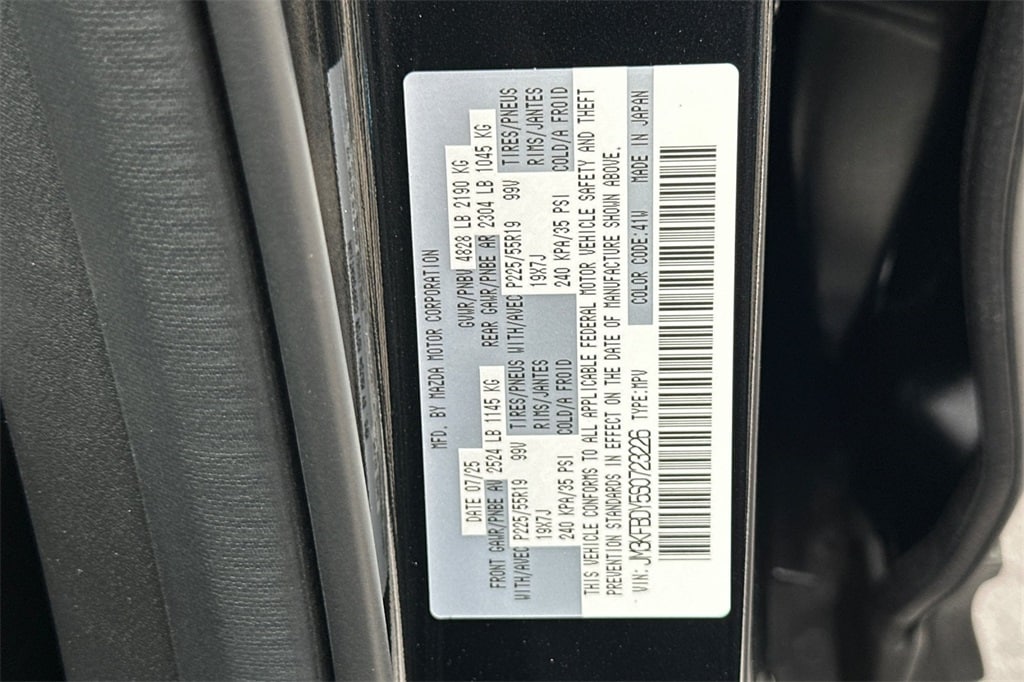 MFD. BY MAZDA MOTOR CORPORATION
DATE 07/25 GVWR/PNBV 4828 LB 2190 KG
FRONT GAWR/PNBE AV 2524 LB 1145 KG REAR GAWR/PNBE AR 2304 LB 1045 KG
WITH/AVEC P225/55R19 99V TIRES/PNEUS WITH/AVEC P225/55R19 99V TIRES/PNEUS
19X7J RIMS/JANTES 19X7J RIMS/JANTES
240 KPA/35 PSI COLD/A FROID 240 KPA/35 PSI COLD/A FROID
THIS VEHICLE CONFORMS TO ALL APPLICABLE FEDERAL MOTOR VEHICLE SAFETY AND THEFT
PREVENTION STANDARDS IN EFFECT ON THE DATE OF MANUFACTURE SHOWN ABOVE.
VIN: JM3KFBDY5S0723226 TYPE:MPV COLOR CODE:41W MADE IN JAPAN